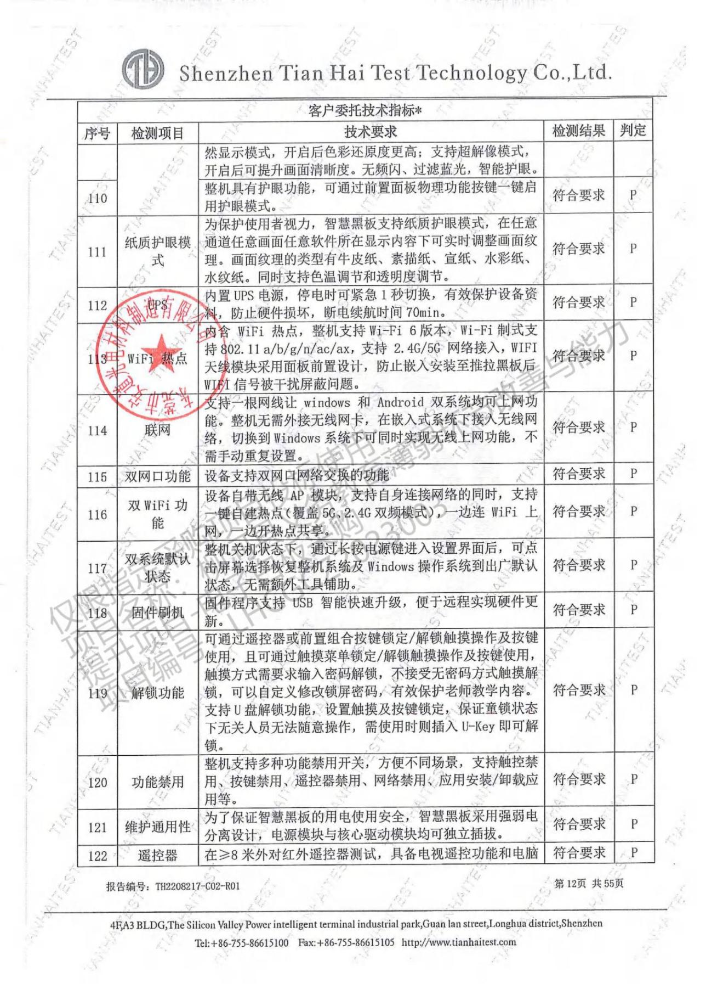 TH Shenzhen Tian Hai Test Technology Co.,Ltd.
客户委托技术指标*
序号 检测项目 技术要求 检测结果 判定
然显示模式，开启后色彩还原度更高；支持超解像模式，
开启后可提升画面清晰度。无频闪、过滤蓝光，智能护眼。
110 整机具有护眼功能，可通过前置面板物理功能按键一键启 符合要求 P
用护眼模式。
111 纸质护眼模 为保护使用者视力，智慧黑板支持纸质护眼模式，在任意 符合要求 P
式 通道任意画面任意软件所在显示内容下可实时调整画面纹
理。画面纹理的类型有牛皮纸、素描纸、宣纸、水彩纸、
水纹纸。同时支持色温调节和透明度调节。
112 UPS 内置 UPS 电源，停电时可紧急 1 秒切换，有效保护设备资 符合要求 P
料，防止硬件损坏，断电续航时间 70min。
113 WiFi 热点 内含 WiFi 热点，整机支持 Wi-Fi 6 版本，Wi-Fi 制式支 符合要求 P
持 802.11 a/b/g/n/ac/ax，支持 2.4G/5G 网络接入，WIFI
天线模块采用面板前置设计，防止嵌入安装至推拉黑板后
WIFI 信号被干扰屏蔽问题。
114 联网 支持一根网线让 windows 和 Android 双系统均可上网功 符合要求 P
能。整机无需外接无线网卡，在嵌入式系统下接入无线网
络，切换到 Windows 系统下可同时实现无线上网功能，不
需手动重复设置。
115 双网口功能 设备支持双网口网络交换的功能 符合要求 P
116 双 WiFi 功 设备自带无线 AP 模块，支持自身连接网络的同时，支持 符合要求 P
能 一键自建热点（覆盖 5G、2.4G 双频模式），一边连 WiFi 上
网，一边开热点共享。
117 双系统默认 整机关机状态下，通过长按电源键进入设置界面后，可点 符合要求 P
状态 击屏幕选择恢复整机系统及 Windows 操作系统到出广默认
状态，无需额外工具辅助。
118 固件刷机 固件程序支持 USB 智能快速升级，便于远程实现硬件更 符合要求 P
新。
119 解锁功能 可通过遥控器或前置组合按键锁定/解锁触摸操作及按键 符合要求 P
使用，且可通过触摸菜单锁定/解锁触摸操作及按键使用，
触摸方式需要求输入密码解锁，不接受无密码方式触摸解
锁，可以自定义修改锁屏密码，有效保护老师教学内容。
支持 U 盘解锁功能，设置触摸及按键锁定，保证童锁状态
下无关人员无法随意操作，需使用时则插入 U-Key 即可解
锁。
120 功能禁用 整机支持多种功能禁用开关，方便不同场景，支持触控禁 符合要求 P
用、按键禁用、遥控器禁用、网络禁用、应用安装/卸载应
用等。
121 维护通用性 为了保证智慧黑板的用电使用安全，智慧黑板采用强弱电 符合要求 P
分离设计，电源模块与核心驱动模块均可独立插拔。
122 遥控器 在≥8 米外对红外遥控器测试，具备电视遥控功能和电脑 符合要求 P
报告编号：TH2208217-C02-R01 第 12页 共 55页
4F,A3 BLDG,The Silicon Valley Power intelligent terminal industrial park,Guan lan street,Longhua district,Shenzhen
Tel:+86-755-86615100 Fax:+86-755-86615105 http://www.tianhaitest.com